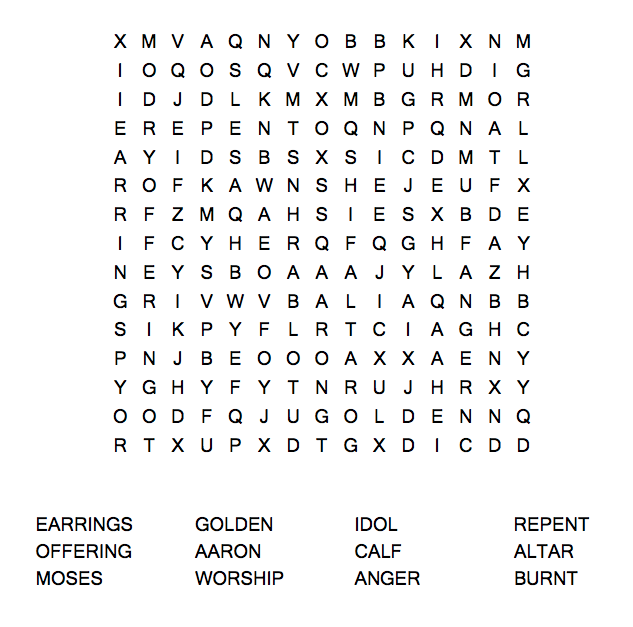 X M V A Q N Y O B B K I X N M
I O Q O S Q V C W P U H D I G
I D J D L K M X M B G R M O R
E R E P E N T O Q N P Q N A L
A Y I D S B S X S I C D M T L
R O F K A W N S H E J E U F X
R F Z M Q A H S I E S X B D E
I F C Y H E R Q F Q G H F A Y
N E Y S B O A A A J Y L A Z H
G R I V W V B A L I A Q N B B
S I K P Y F L R T C I A G H C
P N J B E O O O A X X A E N Y
Y G H Y F Y T N R U J H R X Y
O O D F Q J U G O L D E N N Q
R T X U P X D T G X D I C D D
EARRINGS GOLDEN IDOL REPENT
OFFERING AARON CALF ALTAR
MOSES WORSHIP ANGER BURNT